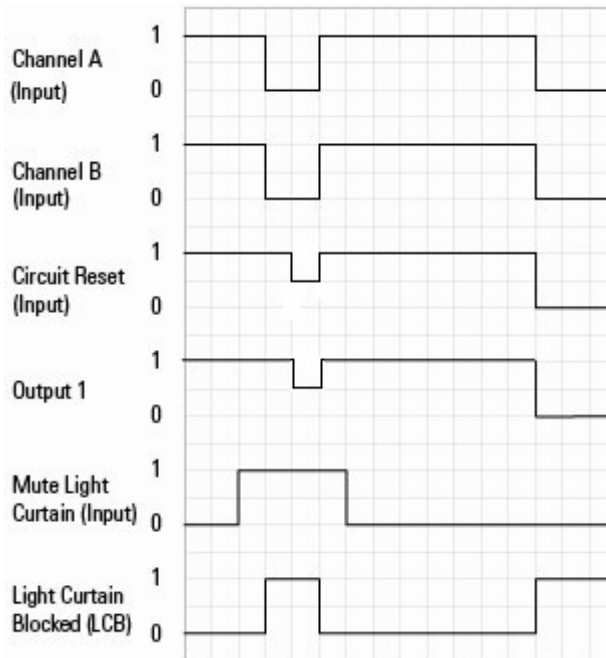 1
Channel A
(Input)
0
1
Channel B
(Input)
0
1
Circuit Reset
(Input)
0
1
Output 1
0
1
Mute Light
Curtain (Input)
0
1
Light Curtain
Blocked (LCB)
0